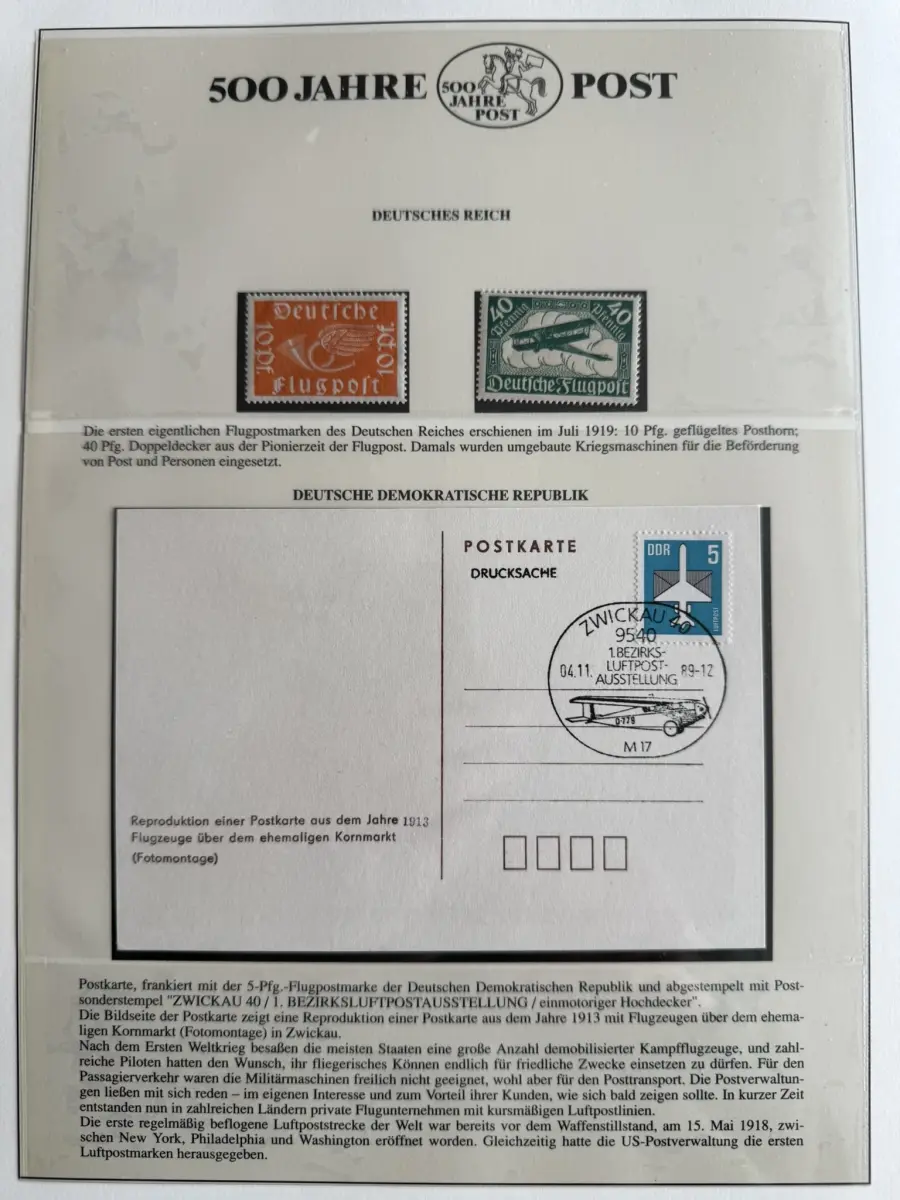 500 JAHRE POST
500
JAHRE
POST
DEUTSCHES REICH
Deutsche
10 Pf.
10 Pf.
Flugpost
40 40
Pfennig Pfennig
Deutsche Flugpost
Die ersten eigentlichen Flugpostmarken des Deutschen Reiches erschienen im Juli 1919: 10 Pfg. geflügeltes Posthorn;
40 Pfg. Doppeldecker aus der Pionierzeit der Flugpost. Damals wurden umgebaute Kriegsmaschinen für die Beförderung
von Post und Personen eingesetzt.
DEUTSCHE DEMOKRATISCHE REPUBLIK
POSTKARTE
DRUCKSACHE
DDR 5
Luftpost
ZWICKAU 40
9540
1.BEZIRKS-
LUFTPOST-
AUSSTELLUNG
04.11. 89-12
D-779
M 17
Reproduktion einer Postkarte aus dem Jahre 1913
Flugzeuge über dem ehemaligen Kornmarkt
(Fotomontage)
Postkarte, frankiert mit der 5-Pfg.-Flugpostmarke der Deutschen Demokratischen Republik und abgestempelt mit Post-
sonderstempel "ZWICKAU 40 / 1. BEZIRKSLUFTPOSTAUSSTELLUNG / einmotoriger Hochdecker".
Die Bildseite der Postkarte zeigt eine Reproduktion einer Postkarte aus dem Jahre 1913 mit Flugzeugen über dem ehema-
ligen Kornmarkt (Fotomontage) in Zwickau.
Nach dem Ersten Weltkrieg besaßen die meisten Staaten eine große Anzahl demobilisierter Kampfflugzeuge, und zahl-
reiche Piloten hatten den Wunsch, ihr fliegerisches Können endlich für friedliche Zwecke einsetzen zu dürfen. Für den
Passagierverkehr waren die Militärmaschinen freilich nicht geeignet, wohl aber für den Posttransport. Die Postverwaltun-
gen ließen mit sich reden – im eigenen Interesse und zum Vorteil ihrer Kunden, wie sich bald zeigen sollte. In kurzer Zeit
entstanden nun in zahlreichen Ländern private Flugunternehmen mit kursmäßigen Luftpostlinien.
Die erste regelmäßig beflogene Luftpoststrecke der Welt war bereits vor dem Waffenstillstand, am 15. Mai 1918, zwi-
schen New York, Philadelphia und Washington eröffnet worden. Gleichzeitig hatte die US-Postverwaltung die ersten
Luftpostmarken herausgegeben.